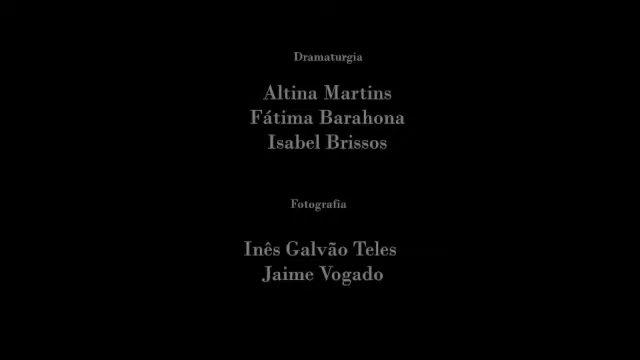 Dramaturgia
Altina Martins
Fátima Barahona
Isabel Brissos
Fotografia
Inês Galvão Teles
Jaime Vogado